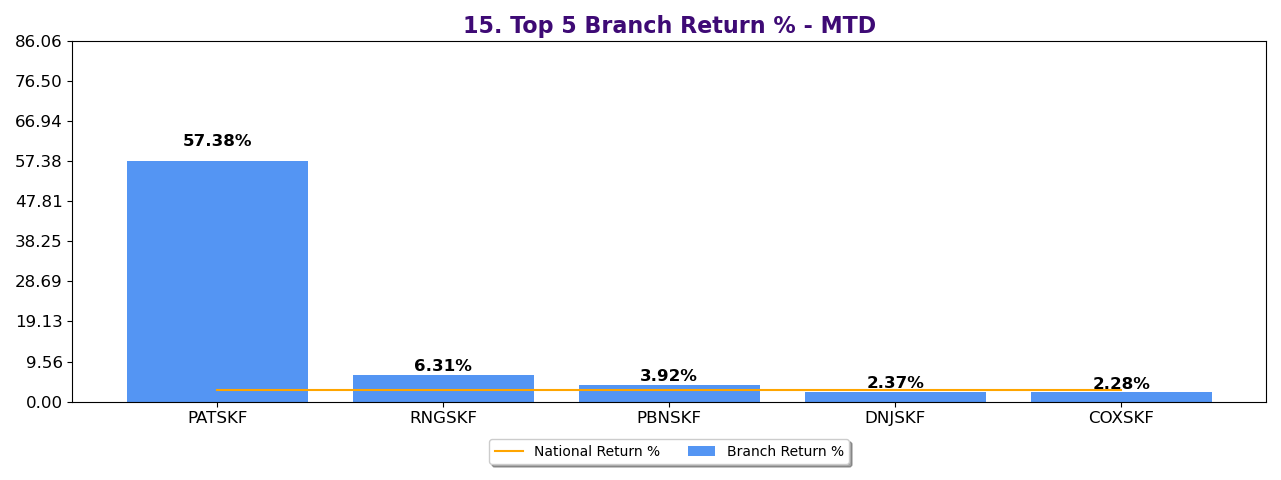 15. Top 5 Branch Return % - MTD
86.06
76.50
66.94
57.38
47.81
38.25
28.69
19.13
9.56
0.00
57.38%
6.31%
3.92%
2.37%
2.28%
PATSKF
RNGSKF
PBNSKF
DNJSKF
COXSKF
National Return %
Branch Return %